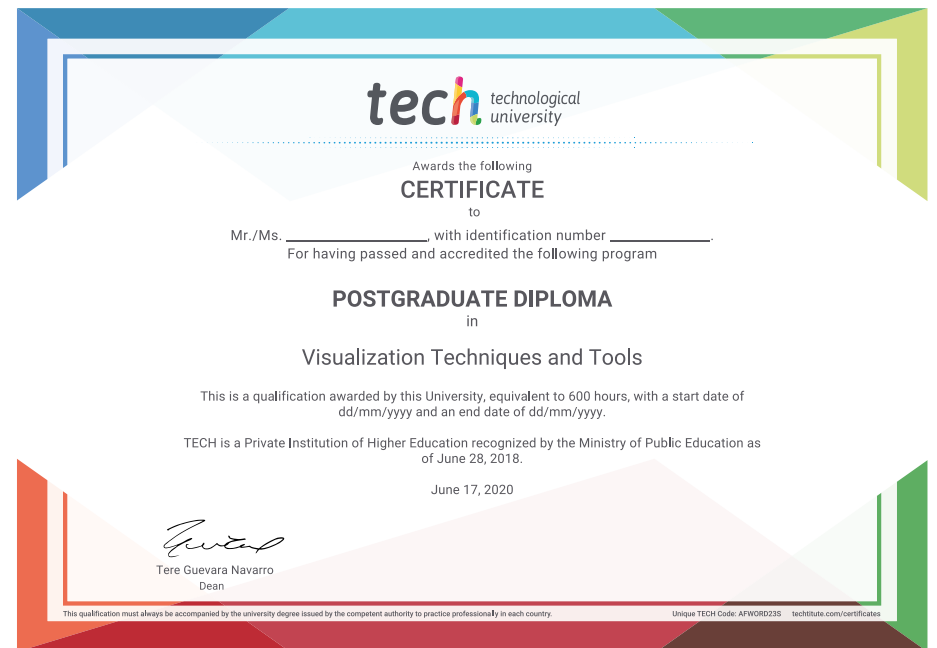 tech technological
university
Awards the following
CERTIFICATE
to
Mr./Ms. ____________________, with identification number ______________.
For having passed and accredited the following program
POSTGRADUATE DIPLOMA
in
Visualization Techniques and Tools
This is a qualification awarded by this University, equivalent to 600 hours, with a start date of
dd/mm/yyyy and an end date of dd/mm/yyyy.
TECH is a Private Institution of Higher Education recognized by the Ministry of Public Education as
of June 28, 2018.
June 17, 2020
Tere Guevara Navarro
Dean
This qualification must always be accompanied by the university degree issued by the competent authority to practice professionally in each country. Unique TECH Code: AFWORD23S techtitute.com/certificates